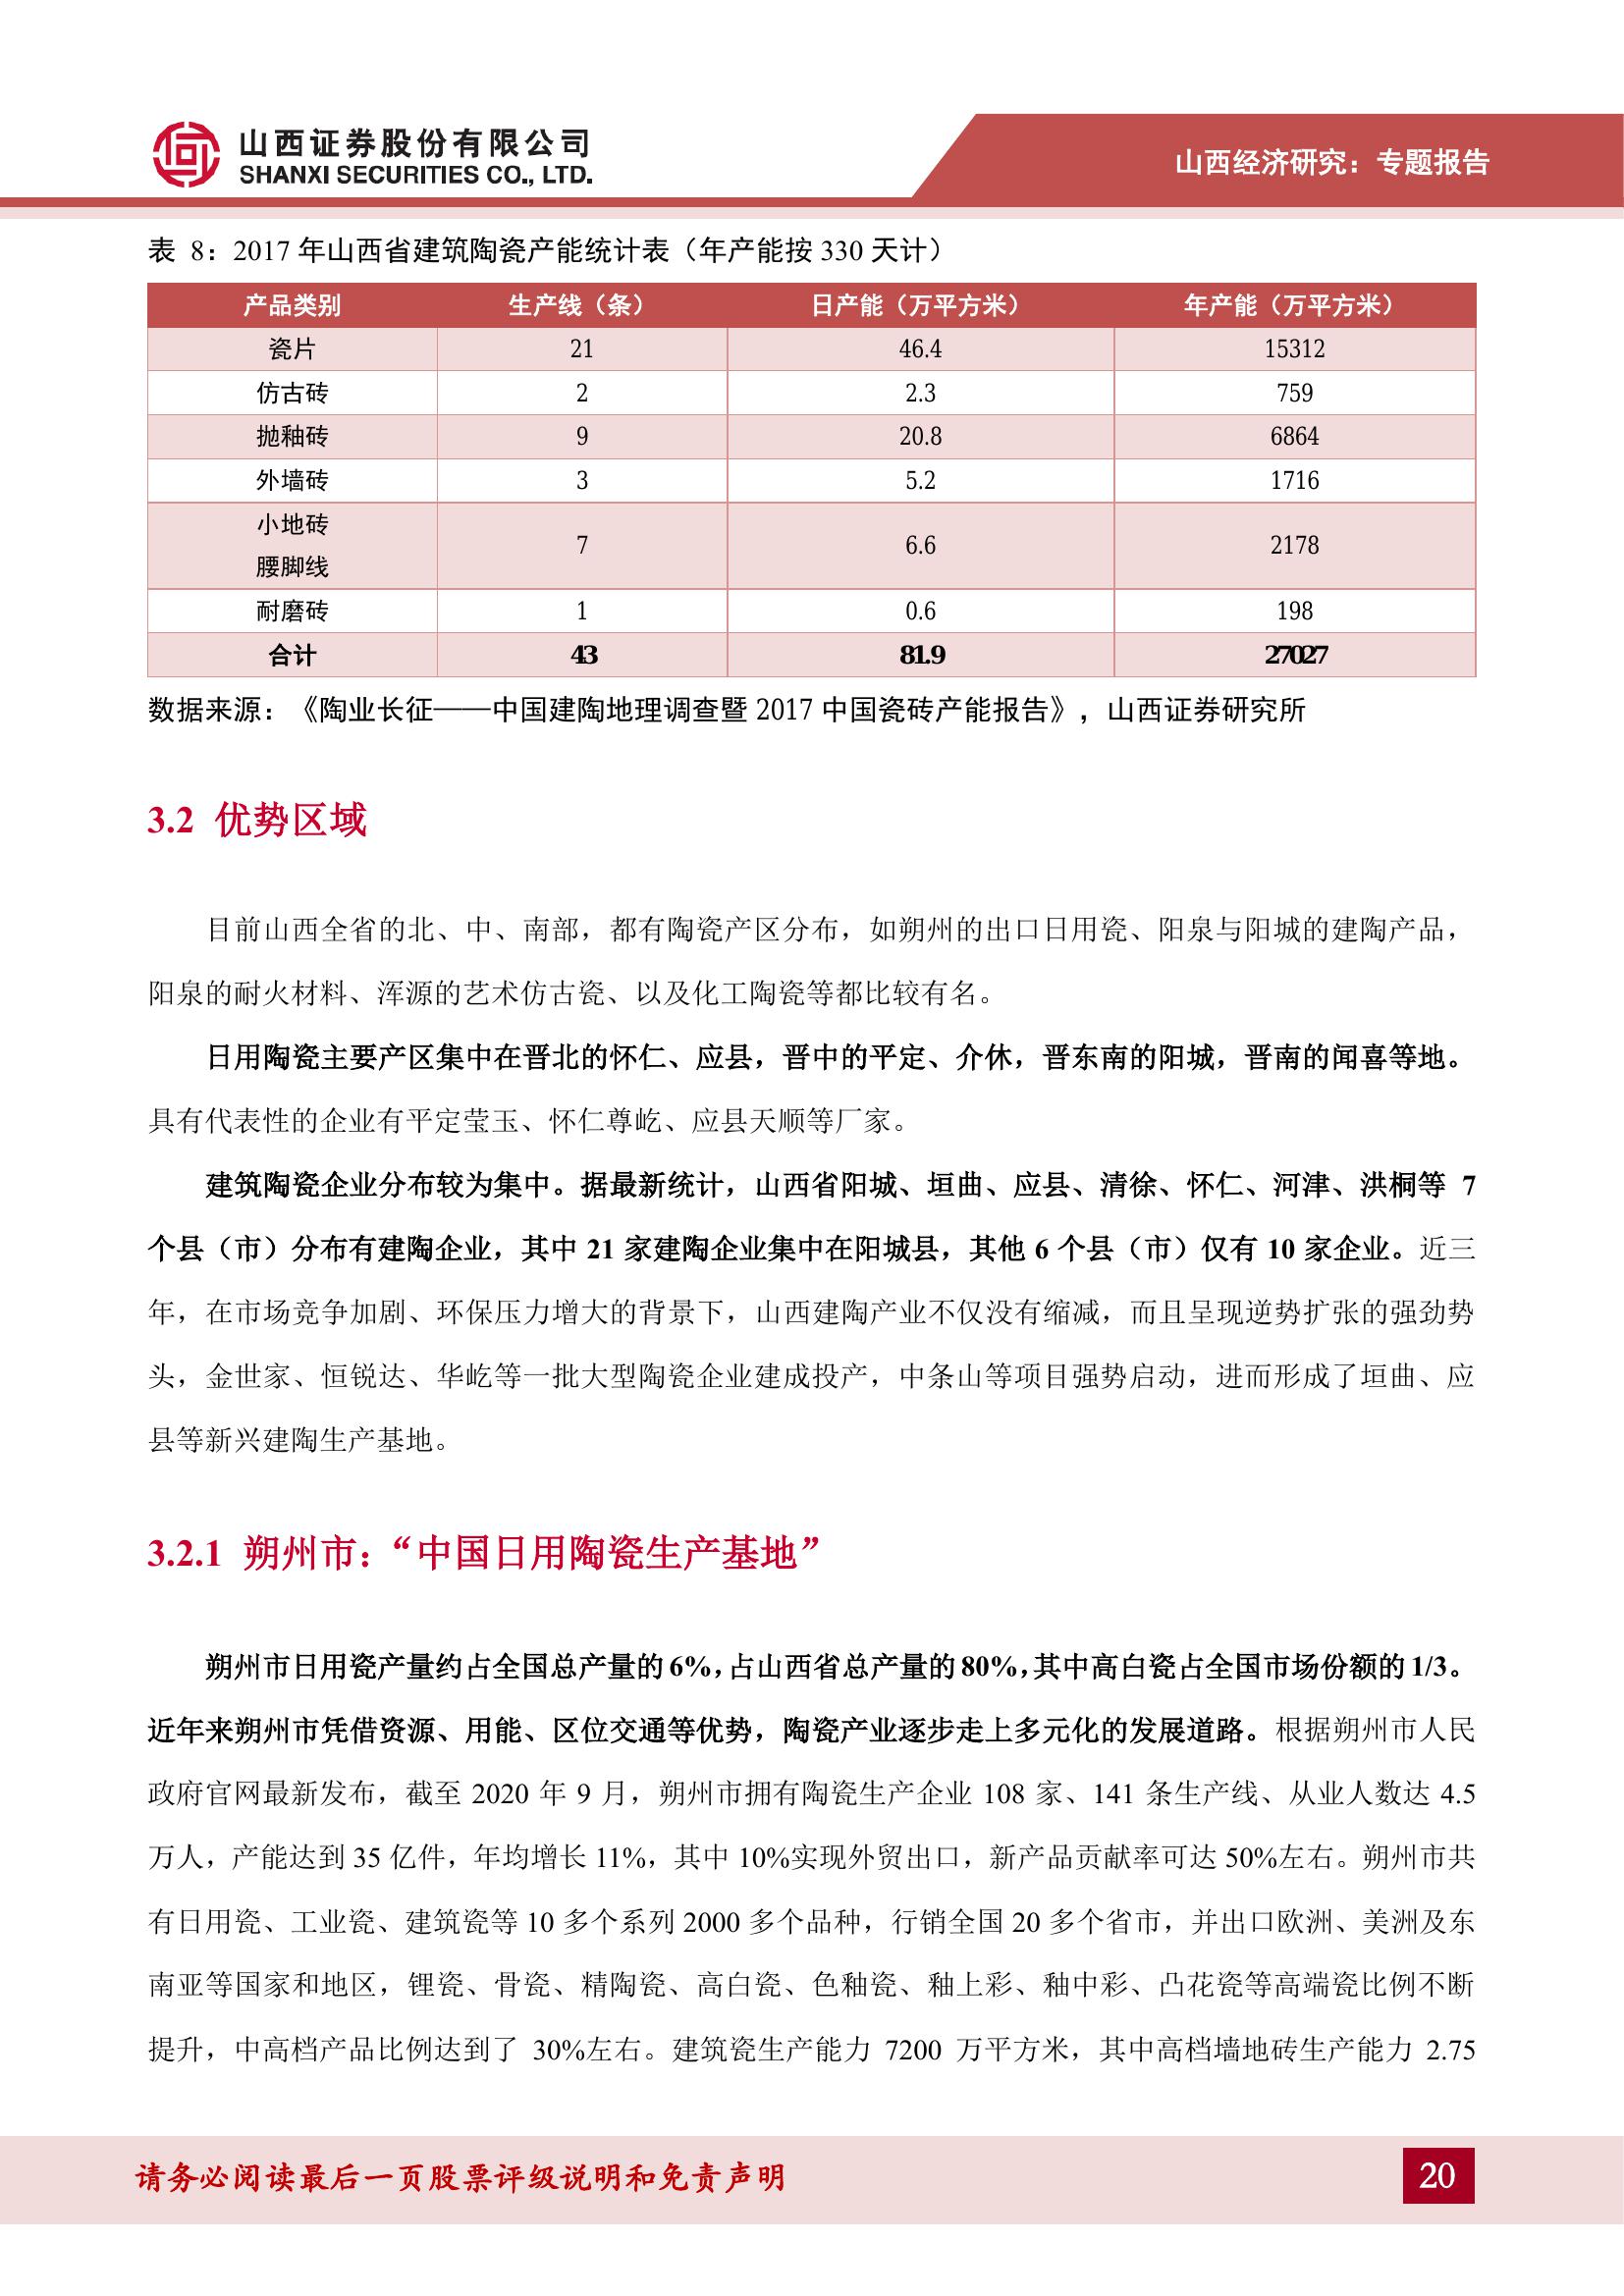 山西证券股份有限公司
SHANXI SECURITIES CO., LTD.
山西经济研究：专题报告
表 8：2017 年山西省建筑陶瓷产能统计表（年产能按 330 天计）
产品类别 生产线（条） 日产能（万平方米） 年产能（万平方米）
瓷片 21 46.4 15312
仿古砖 2 2.3 759
抛釉砖 9 20.8 6864
外墙砖 3 5.2 1716
小地砖
腰脚线 7 6.6 2178
耐磨砖 1 0.6 198
合计 43 81.9 27027
数据来源：《陶业长征——中国建陶地理调查暨 2017 中国瓷砖产能报告》，山西证券研究所
3.2 优势区域
目前山西全省的北、中、南部，都有陶瓷产区分布，如朔州的出口日用瓷、阳泉与阳城的建陶产品，
阳泉的耐火材料、浑源的艺术仿古瓷、以及化工陶瓷等都比较有名。
日用陶瓷主要产区集中在晋北的怀仁、应县，晋中的平定、介休，晋东南的阳城，晋南的闻喜等地。
具有代表性的企业有平定莹玉、怀仁尊屹、应县天顺等厂家。
建筑陶瓷企业分布较为集中。据最新统计，山西省阳城、垣曲、应县、清徐、怀仁、河津、洪桐等 7
个县（市）分布有建陶企业，其中 21 家建陶企业集中在阳城县，其他 6 个县（市）仅有 10 家企业。近三
年，在市场竞争加剧、环保压力增大的背景下，山西建陶产业不仅没有缩减，而且呈现逆势扩张的强劲势
头，金世家、恒锐达、华屹等一批大型陶瓷企业建成投产，中条山等项目强势启动，进而形成了垣曲、应
县等新兴建陶生产基地。
3.2.1 朔州市：“中国日用陶瓷生产基地”
朔州市日用瓷产量约占全国总产量的 6%，占山西省总产量的 80%，其中高白瓷占全国市场份额的 1/3。
近年来朔州市凭借资源、用能、区位交通等优势，陶瓷产业逐步走上多元化的发展道路。根据朔州市人民
政府官网最新发布，截至 2020 年 9 月，朔州市拥有陶瓷生产企业 108 家、141 条生产线、从业人数达 4.5
万人，产能达到 35 亿件，年均增长 11%，其中 10%实现外贸出口，新产品贡献率可达 50%左右。朔州市共
有日用瓷、工业瓷、建筑瓷等 10 多个系列 2000 多个品种，行销全国 20 多个省市，并出口欧洲、美洲及东
南亚等国家和地区，锂瓷、骨瓷、精陶瓷、高白瓷、色釉瓷、釉上彩、釉中彩、凸花瓷等高端瓷比例不断
提升，中高档产品比例达到了 30%左右。建筑瓷生产能力 7200 万平方米，其中高档墙地砖生产能力 2.75
请务必阅读最后一页股票评级说明和免责声明
20